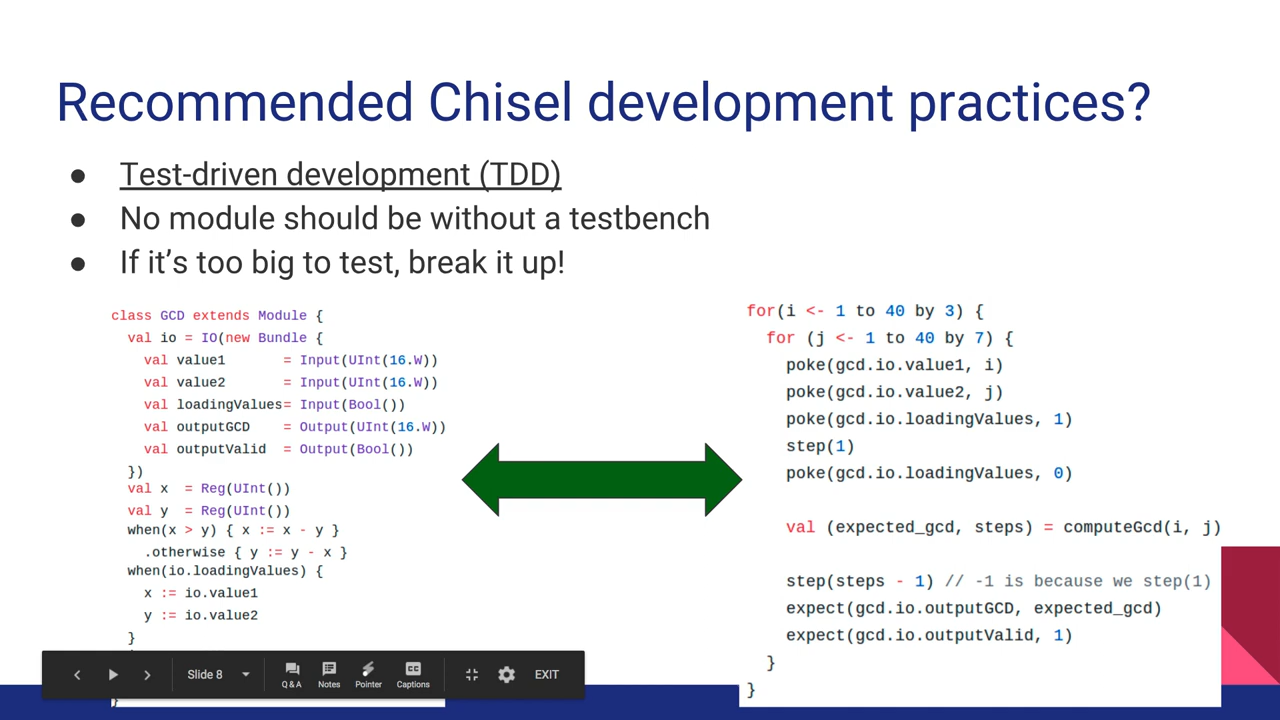 Recommended Chisel development practices?
● Test-driven development (TDD)
● No module should be without a testbench
● If it's too big to test, break it up!
class GCD extends Module {
  val io = IO(new Bundle {
    val value1       = Input(UInt(16.W))
    val value2       = Input(UInt(16.W))
    val loadingValues= Input(Bool())
    val outputGCD    = Output(UInt(16.W))
    val outputValid  = Output(Bool())
  })
  val x  = Reg(UInt())
  val y  = Reg(UInt())
  when(x > y) { x := x - y }
    .otherwise { y := y - x }
  when(io.loadingValues) {
    x := io.value1
    y := io.value2
  }
}
for(i <- 1 to 40 by 3) {
  for (j <- 1 to 40 by 7) {
    poke(gcd.io.value1, i)
    poke(gcd.io.value2, j)
    poke(gcd.io.loadingValues, 1)
    step(1)
    poke(gcd.io.loadingValues, 0)
    val (expected_gcd, steps) = computeGcd(i, j)
    step(steps - 1) // -1 is because we step(1)
    expect(gcd.io.outputGCD, expected_gcd)
    expect(gcd.io.outputValid, 1)
  }
}
Slide 8
Q & A
Notes
Pointer
CC
Captions
EXIT